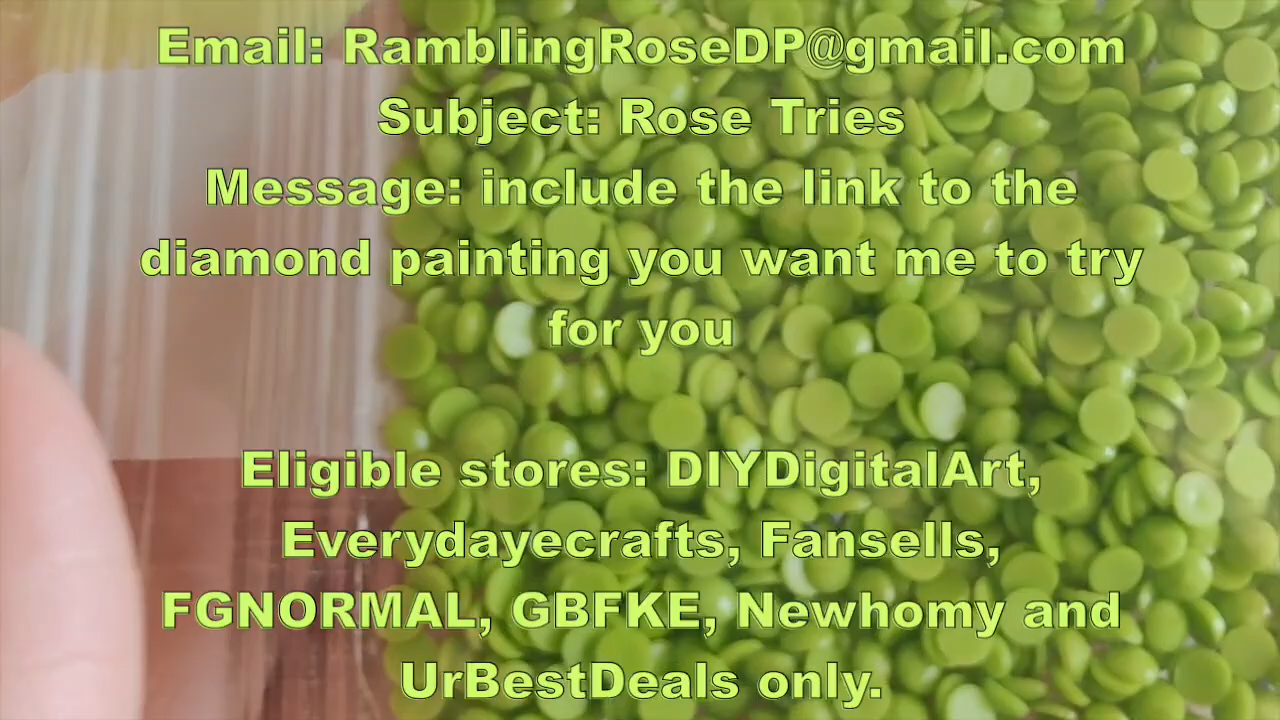 Email: RamblingRoseDP@gmail.com
Subject: Rose Tries
Message: include the link to the
diamond painting you want me to try
for you
Eligible stores: DIYDigitalArt,
Everydayecrafts, Fansells,
FGNORMAL, GBFKE, Newhomy and
UrBestDeals only.